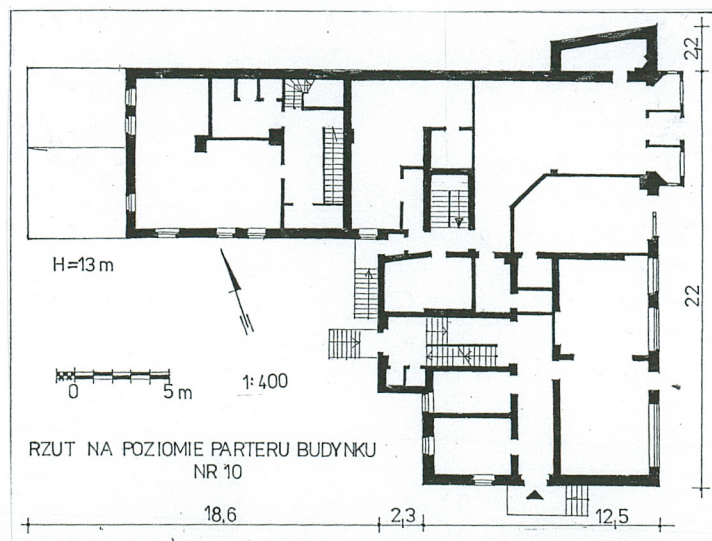 22
H=13 m
22
0 5 m
1:400
RZUT NA POZIOMIE PARTERU BUDYNKU
NR 10
18,6 2,3 12,5